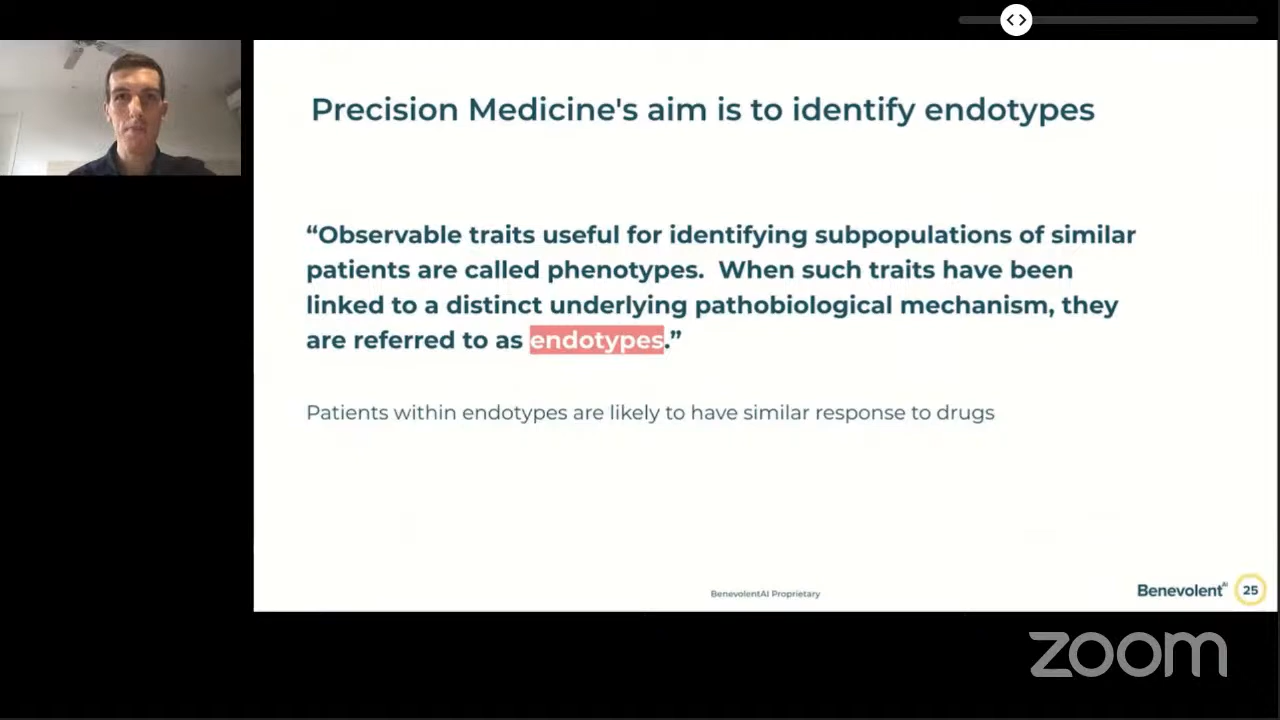 Precision Medicine's aim is to identify endotypes
“Observable traits useful for identifying subpopulations of similar
patients are called phenotypes.  When such traits have been
linked to a distinct underlying pathobiological mechanism, they
are referred to as endotypes.”
Patients within endotypes are likely to have similar response to drugs
BenevolentAI Proprietary
Benevolent AI
25
zoom